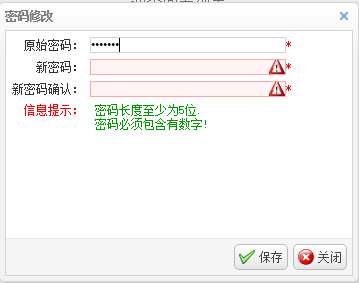 密码修改
原始密码： •••••••*
新密码： *
新密码确认： *
信息提示： 密码长度至少为5位.
密码必须包含有数字!
保存 关闭